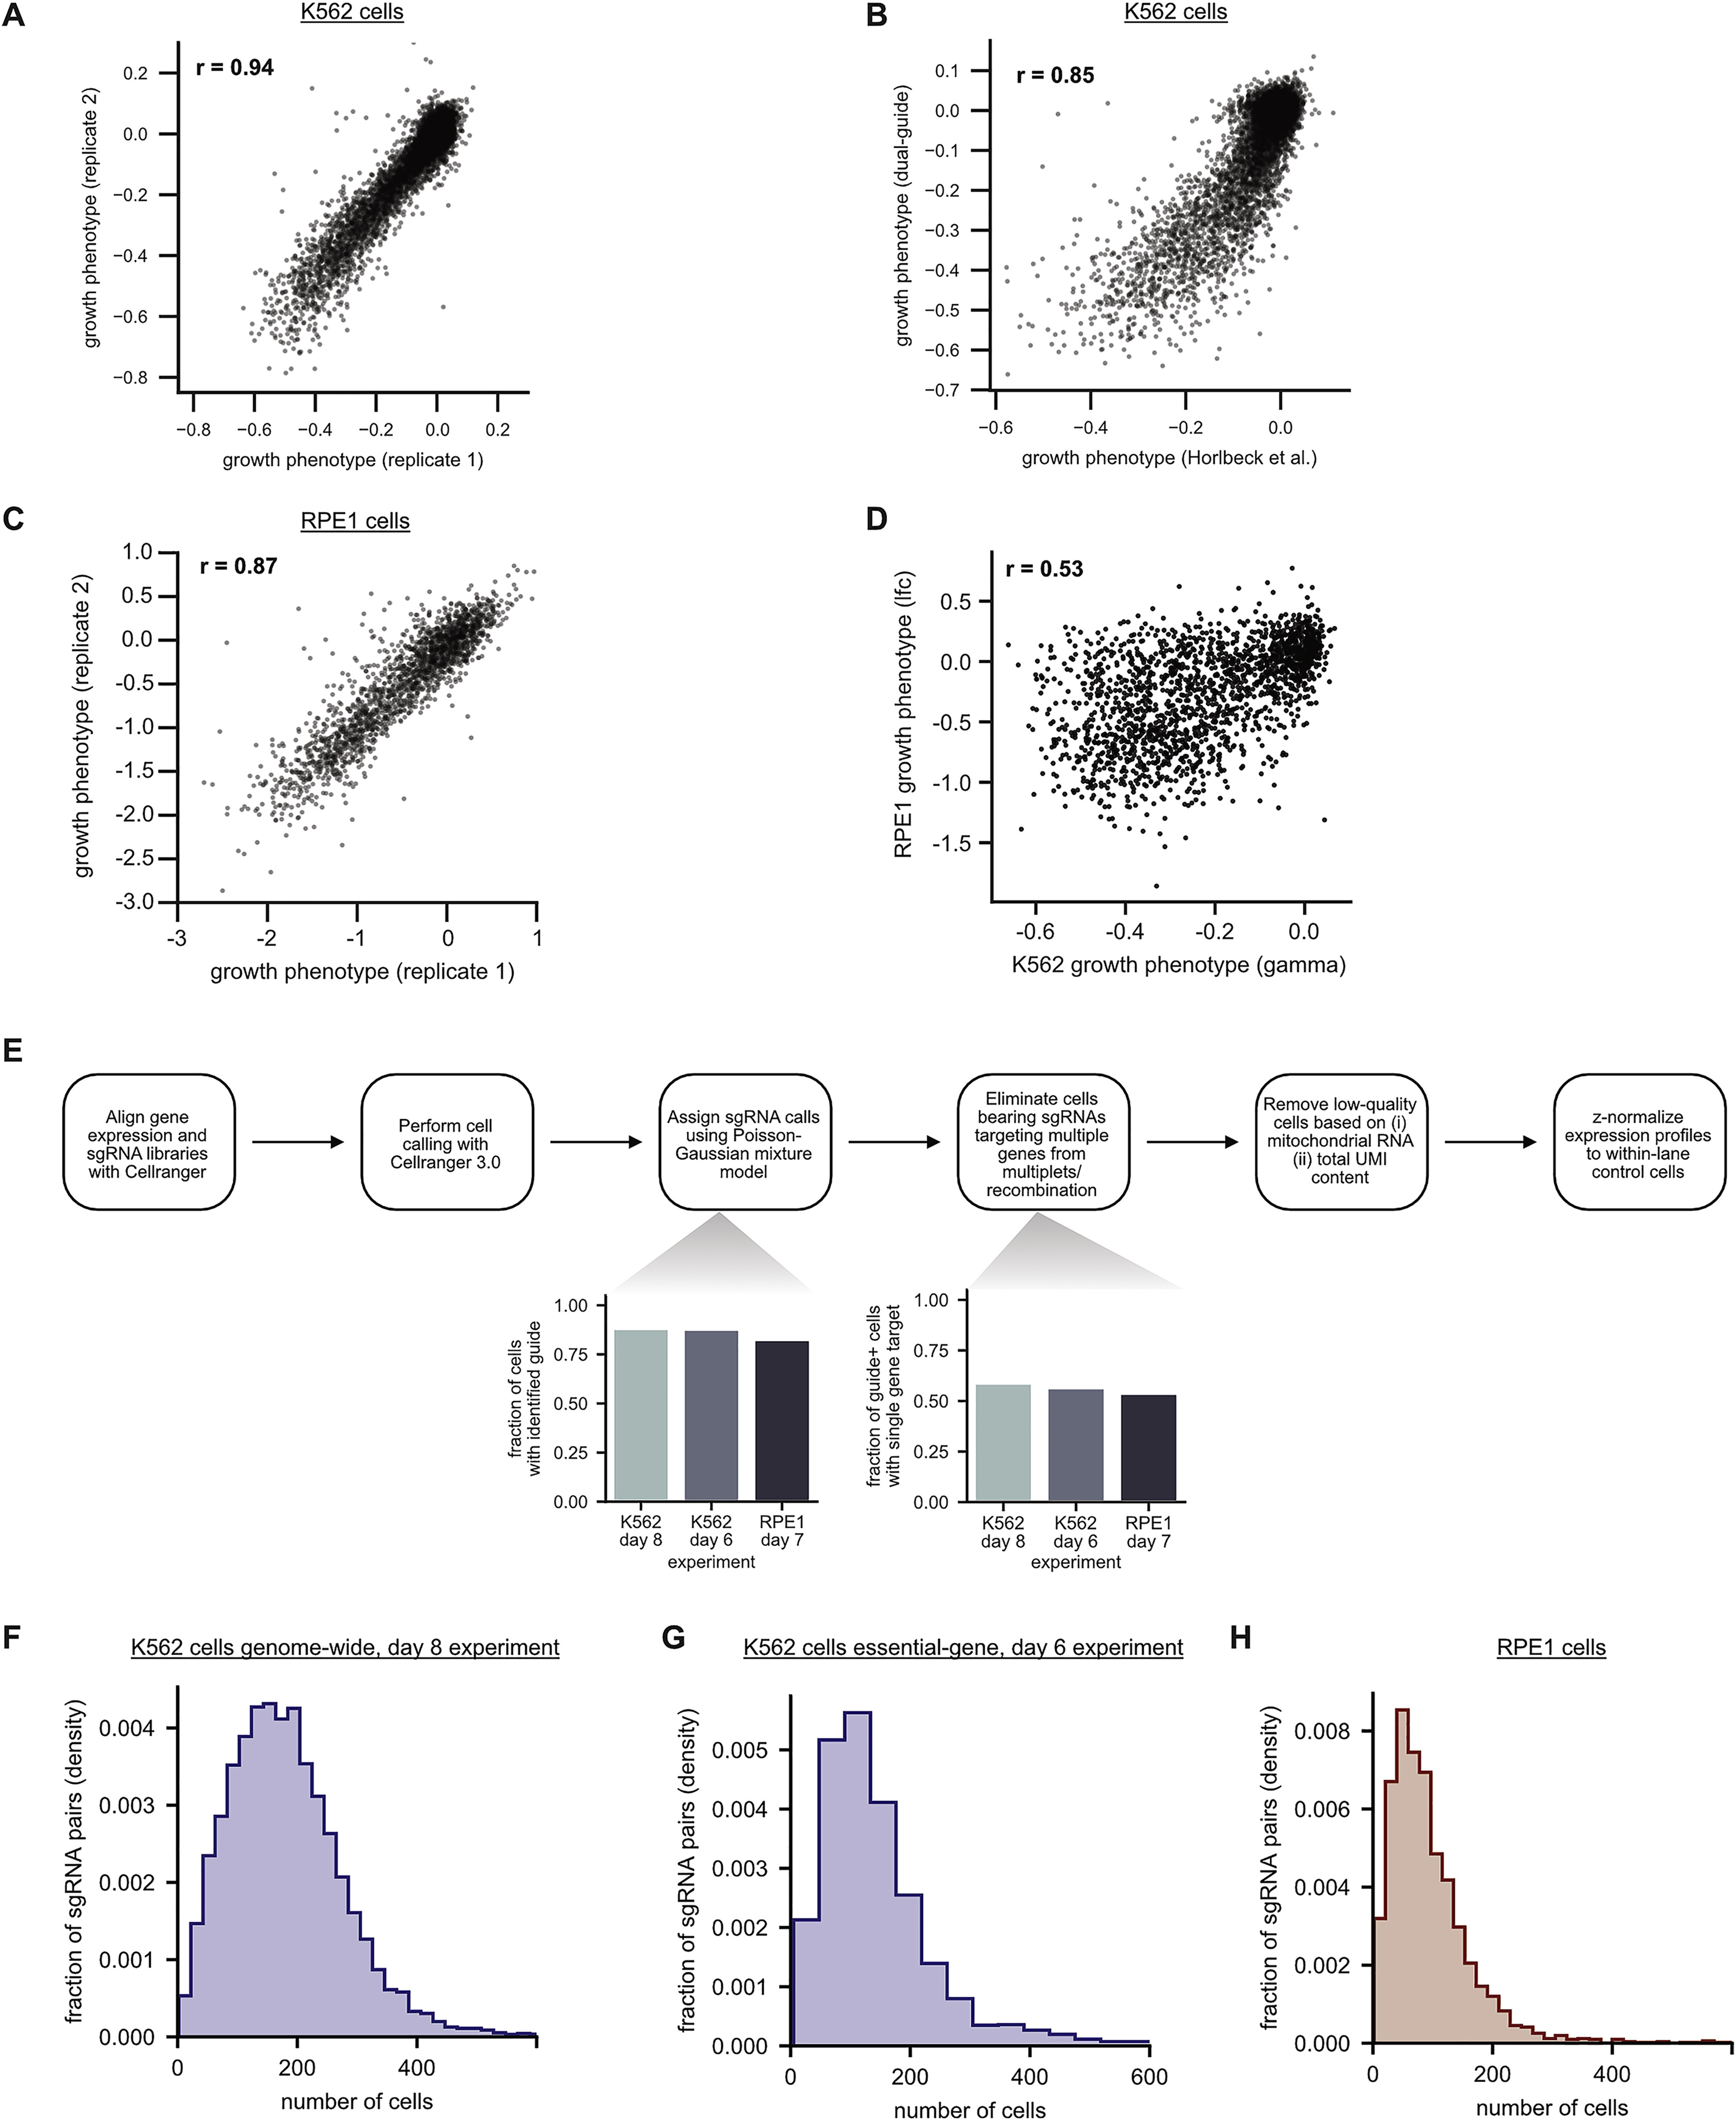 A
K562 cells
r = 0.94
0.2
0.0
−0.2
−0.4
−0.6
−0.8
growth phenotype (replicate 2)
−0.8 −0.6 −0.4 −0.2 0.0 0.2
growth phenotype (replicate 1)
B
K562 cells
r = 0.85
0.1
0.0
−0.1
−0.2
−0.3
−0.4
−0.5
−0.6
−0.7
growth phenotype (dual-guide)
−0.6 −0.4 −0.2 0.0
growth phenotype (Horlbeck et al.)
C
RPE1 cells
r = 0.87
1.0
0.5
0.0
-0.5
-1.0
-1.5
-2.0
-2.5
-3.0
growth phenotype (replicate 2)
-3 -2 -1 0 1
growth phenotype (replicate 1)
D
r = 0.53
0.5
0.0
-0.5
-1.0
-1.5
RPE1 growth phenotype (lfc)
-0.6 -0.4 -0.2 0.0
K562 growth phenotype (gamma)
E
Align gene
expression and
sgRNA libraries
with Cellranger
Perform cell
calling with
Cellranger 3.0
Assign sgRNA calls
using Poisson-
Gaussian mixture
model
Eliminate cells
bearing sgRNAs
targeting multiple
genes from
multiplets/
recombination
Remove low-quality
cells based on (i)
mitochondrial RNA
(ii) total UMI
content
z-normalize
expression profiles
to within-lane
control cells
fraction of cells
with identified guide
1.00
0.75
0.50
0.25
0.00
K562 K562 RPE1
day 8 day 6 day 7
experiment
fraction of guide+ cells
with single gene target
1.00
0.75
0.50
0.25
0.00
K562 K562 RPE1
day 8 day 6 day 7
experiment
F
K562 cells genome-wide, day 8 experiment
fraction of sgRNA pairs (density)
0.004
0.003
0.002
0.001
0.000
0 200 400
number of cells
G
K562 cells essential-gene, day 6 experiment
fraction of sgRNA pairs (density)
0.005
0.004
0.003
0.002
0.001
0.000
0 200 400 600
number of cells
H
RPE1 cells
fraction of sgRNA pairs (density)
0.008
0.006
0.004
0.002
0.000
0 200 400
number of cells